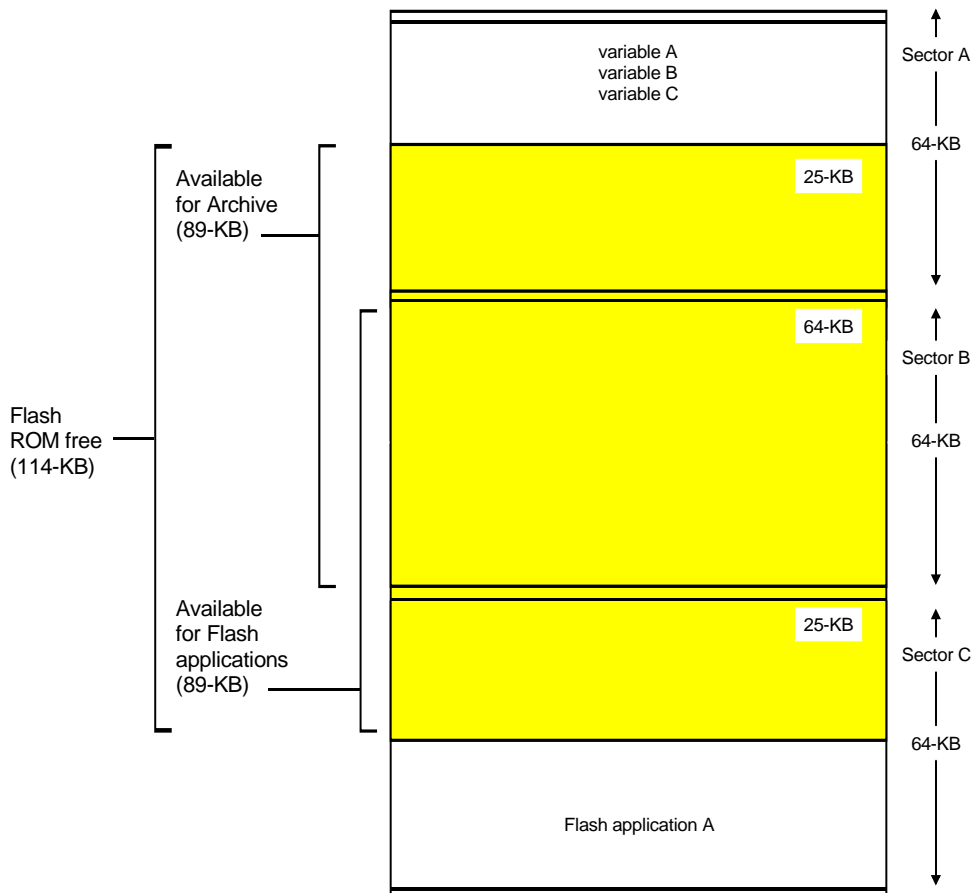 variable A
variable B
variable C
Sector A
64-KB
25-KB
Available
for Archive
(89-KB)
64-KB
Sector B
64-KB
Flash
ROM free
(114-KB)
Available
for Flash
applications
(89-KB)
25-KB
Sector C
64-KB
Flash application A